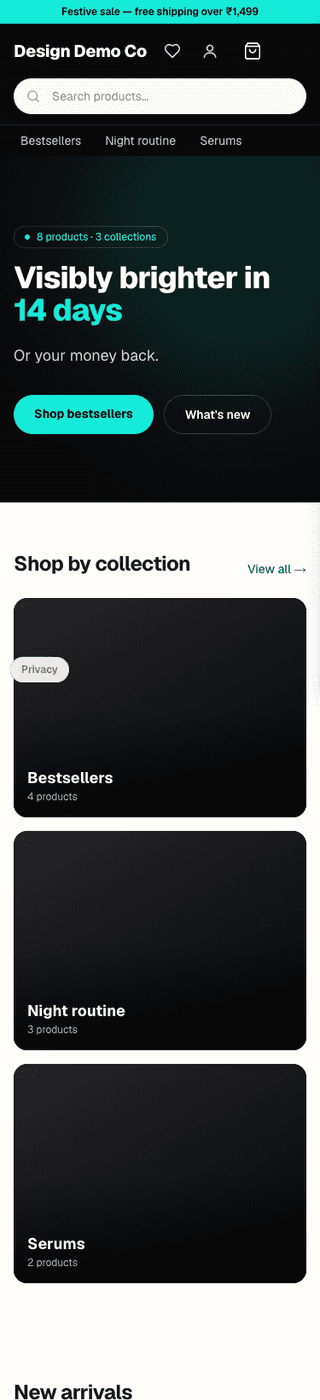 Festive sale — free shipping over ₹1,499
Design Demo Co
Search products...
Bestsellers Night routine Serums
8 products · 3 collections
Visibly brighter in
14 days
Or your money back.
Shop bestsellers What's new
Shop by collection View all →
Privacy
Bestsellers
4 products
Night routine
3 products
Serums
2 products
New arrivals